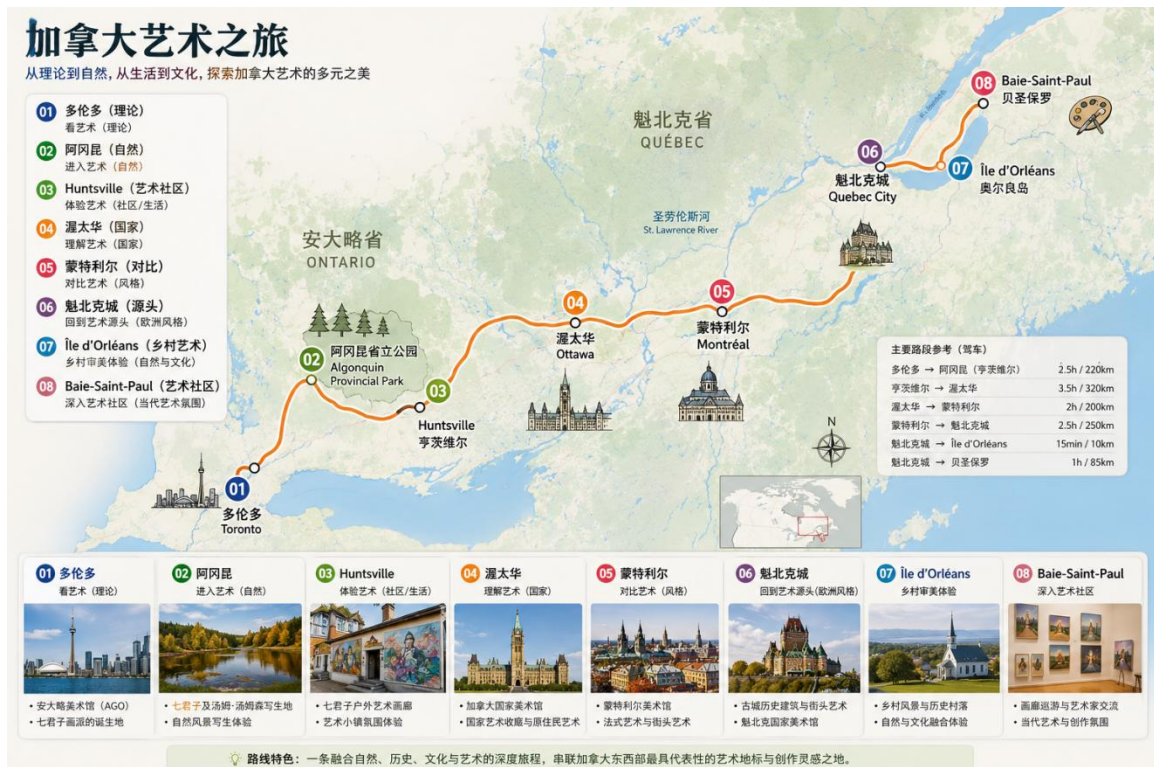 加拿大艺术之旅
从理论到自然, 从生活到文化, 探索加拿大艺术的多元之美
01 多伦多（理论）
看艺术（理论）
02 阿冈昆（自然）
进入艺术（自然）
03 Huntsville（艺术社区）
体验艺术（社区/生活）
04 渥太华（国家）
理解艺术（国家）
05 蒙特利尔（对比）
对比艺术（风格）
06 魁北克城（源头）
回到艺术源头（欧洲风格）
07 Île d'Orléans（乡村艺术）
乡村审美体验（自然与文化）
08 Baie-Saint-Paul（艺术社区）
深入艺术社区（当代艺术氛围）
安大略省
ONTARIO
魁北克省
QUÉBEC
圣劳伦斯河
St. Lawrence River
01
多伦多
Toronto
02
阿冈昆省立公园
Algonquin
Provincial Park
03
Huntsville
亨茨维尔
04
渥太华
Ottawa
05
蒙特利尔
Montréal
06
魁北克城
Quebec City
07
Île d'Orléans
奥尔良岛
08
Baie-Saint-Paul
贝圣保罗
N
主要路段参考（驾车）
多伦多 → 阿冈昆（亨茨维尔） 2.5h / 220km
亨茨维尔 → 渥太华 3.5h / 320km
渥太华 → 蒙特利尔 2h / 200km
蒙特利尔 → 魁北克城 2.5h / 250km
魁北克城 → Île d'Orléans 15min / 10km
魁北克城 → 贝圣保罗 1h / 85km
01 多伦多
看艺术（理论）
• 安大略美术馆（AGO）
• 七君子画派的诞生地
02 阿冈昆
进入艺术（自然）
• 七君子及汤姆·汤姆森写生地
• 自然风景写生体验
03 Huntsville
体验艺术（社区/生活）
• 七君子户外艺术画廊
• 艺术小镇氛围体验
04 渥太华
理解艺术（国家）
• 加拿大国家美术馆
• 国家艺术收藏与原住民艺术
05 蒙特利尔
对比艺术（风格）
• 蒙特利尔美术馆
• 法式艺术与街头艺术
06 魁北克城
回到艺术源头(欧洲风格)
• 古城历史建筑与街头艺术
• 魁北克国家美术馆
07 Île d'Orléans
乡村审美体验
• 乡村风景与历史村落
• 自然与文化融合体验
08 Baie-Saint-Paul
深入艺术社区
• 画廊巡游与艺术家交流
• 当代艺术与创作氛围
路线特色：一条融合自然、历史、文化与艺术的深度旅程，串联加拿大东西部最具代表性的艺术地标与创作灵感之地。